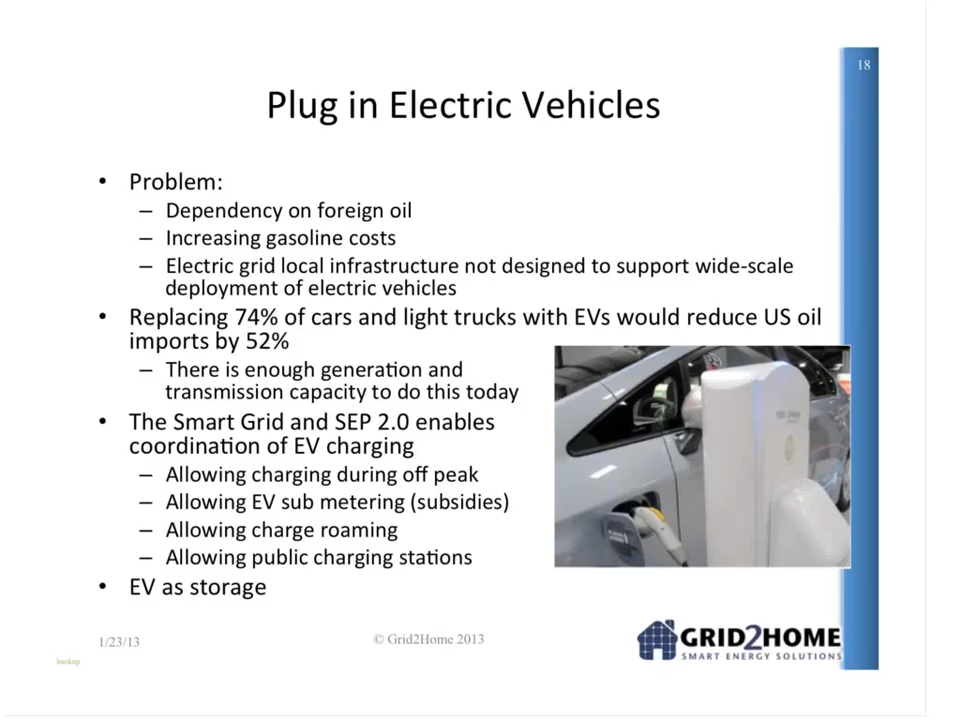 18
Plug in Electric Vehicles
• Problem:
– Dependency on foreign oil
– Increasing gasoline costs
– Electric grid local infrastructure not designed to support wide-scale
deployment of electric vehicles
• Replacing 74% of cars and light trucks with EVs would reduce US oil
imports by 52%
– There is enough generation and
transmission capacity to do this today
• The Smart Grid and SEP 2.0 enables
coordination of EV charging
– Allowing charging during off peak
– Allowing EV sub metering (subsidies)
– Allowing charge roaming
– Allowing public charging stations
• EV as storage
1/23/13
© Grid2Home 2013
GRID2HOME
SMART ENERGY SOLUTIONS
backup